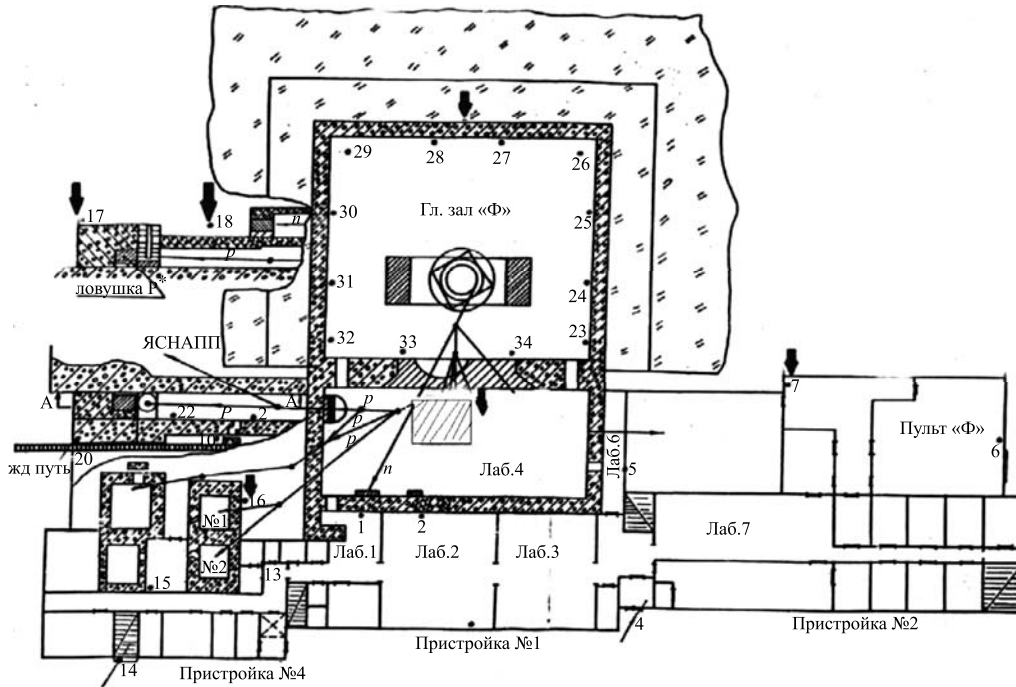 29
28
27
26
30
Гл. зал «Ф»
25
17
18
n
p
ловушка P*
31
24
32
33
34
23
ЯСНАПП
7
A
A
p
p
p
P
22
2
10
20
жд путь
n
Лаб.4
Лаб.6
5
Пульт «Ф»
6
16
№1
№2
1
2
Лаб.7
Лаб.1
Лаб.2
Лаб.3
13
15
4
14
Пристройка №1
Пристройка №2
Пристройка №4